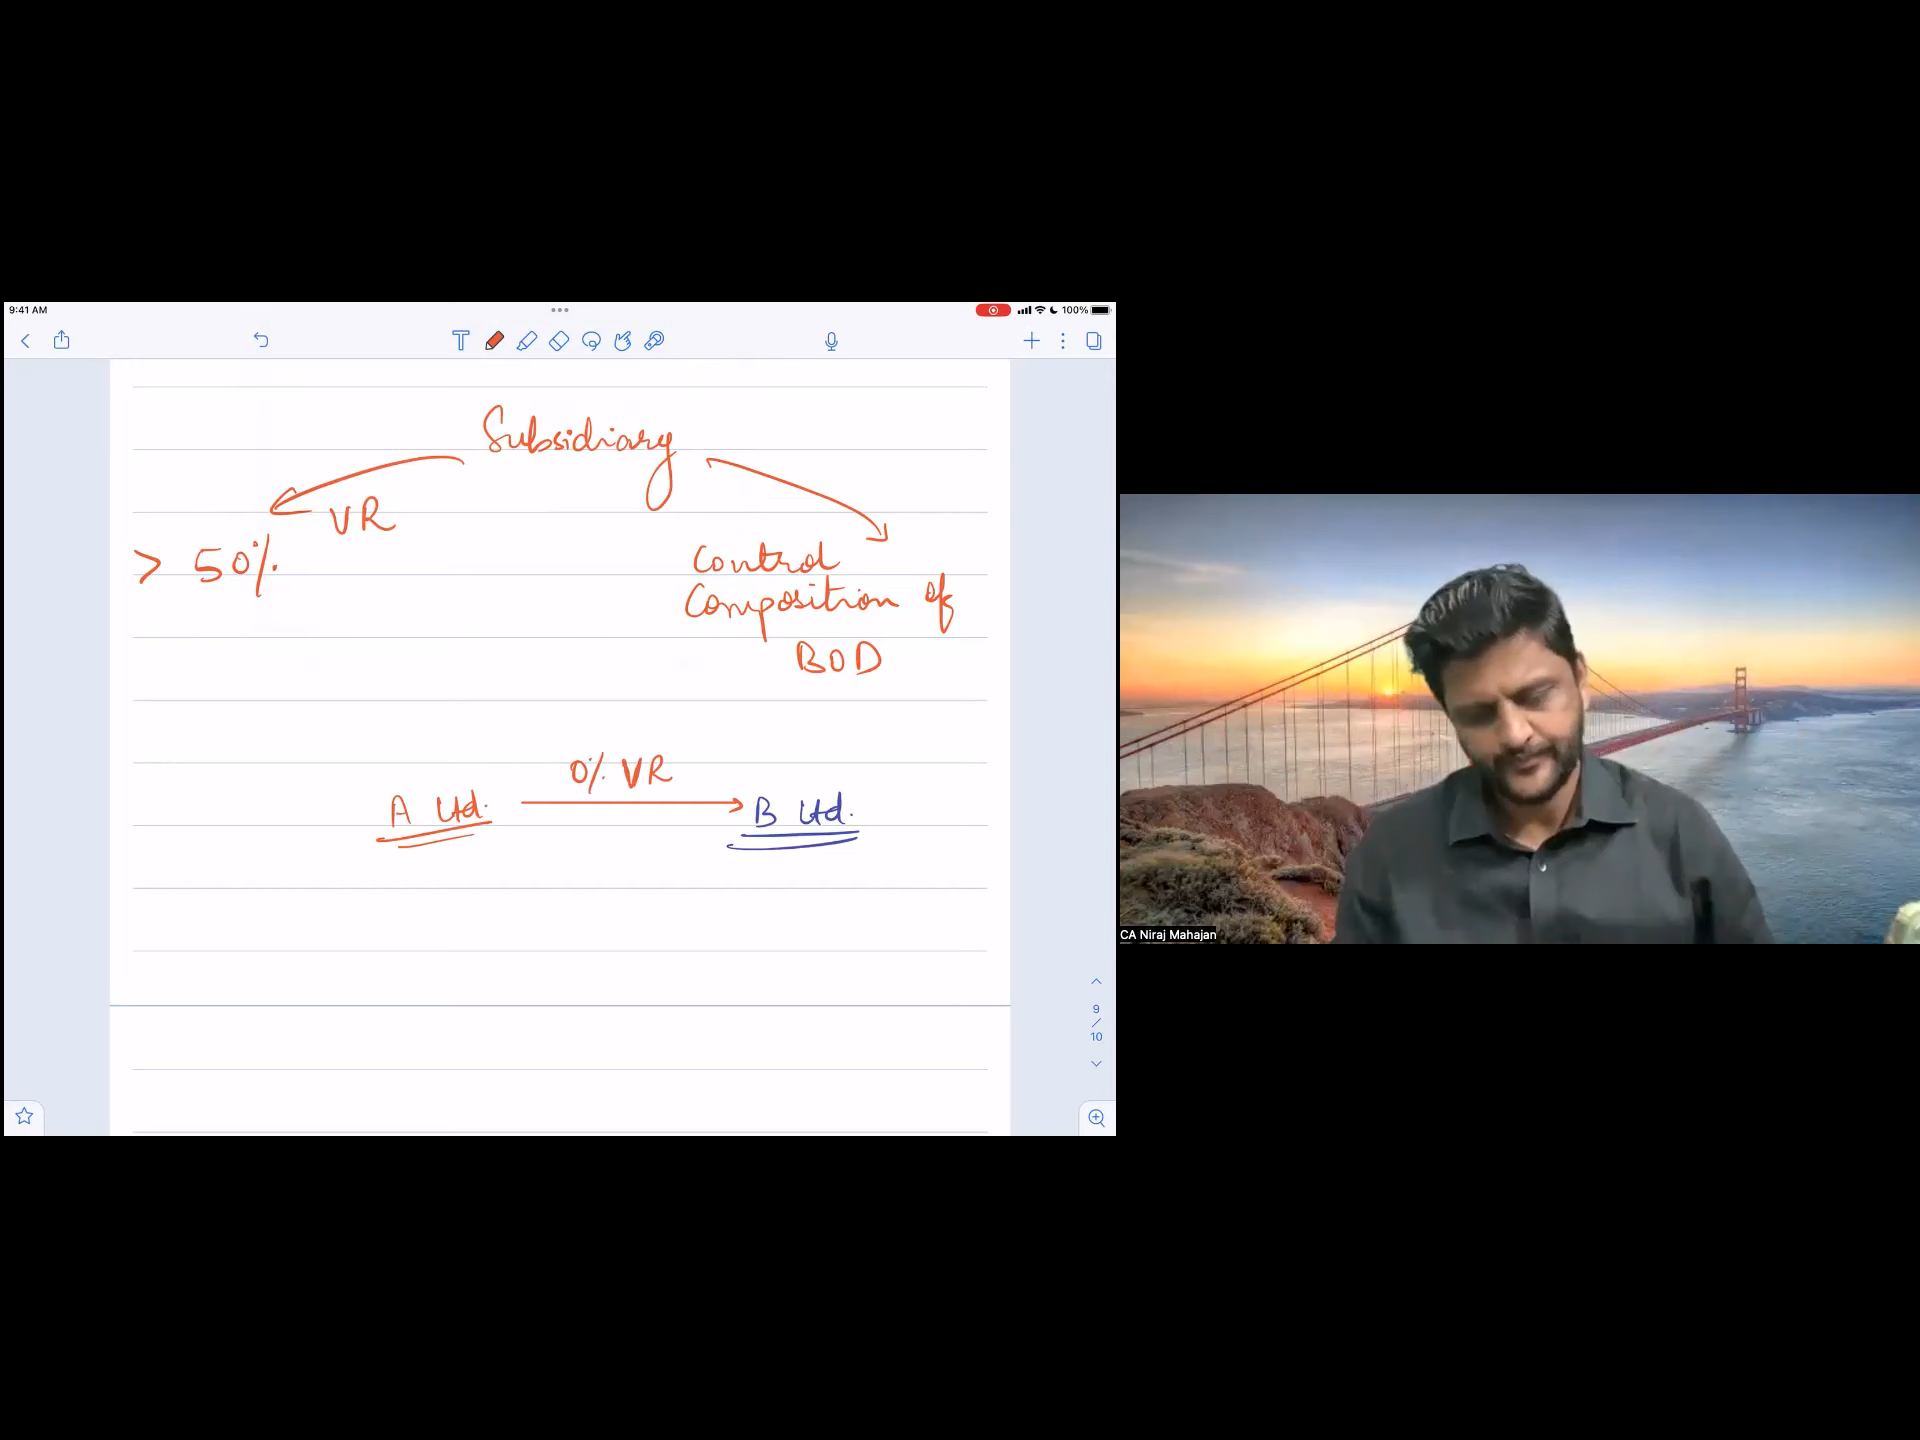 9:41 AM
100%
Subsidiary
VR
> 50%
Control
Composition of
BOD
0% VR
A Ltd.
B Ltd.
CA Niraj Mahajan
9
/
10